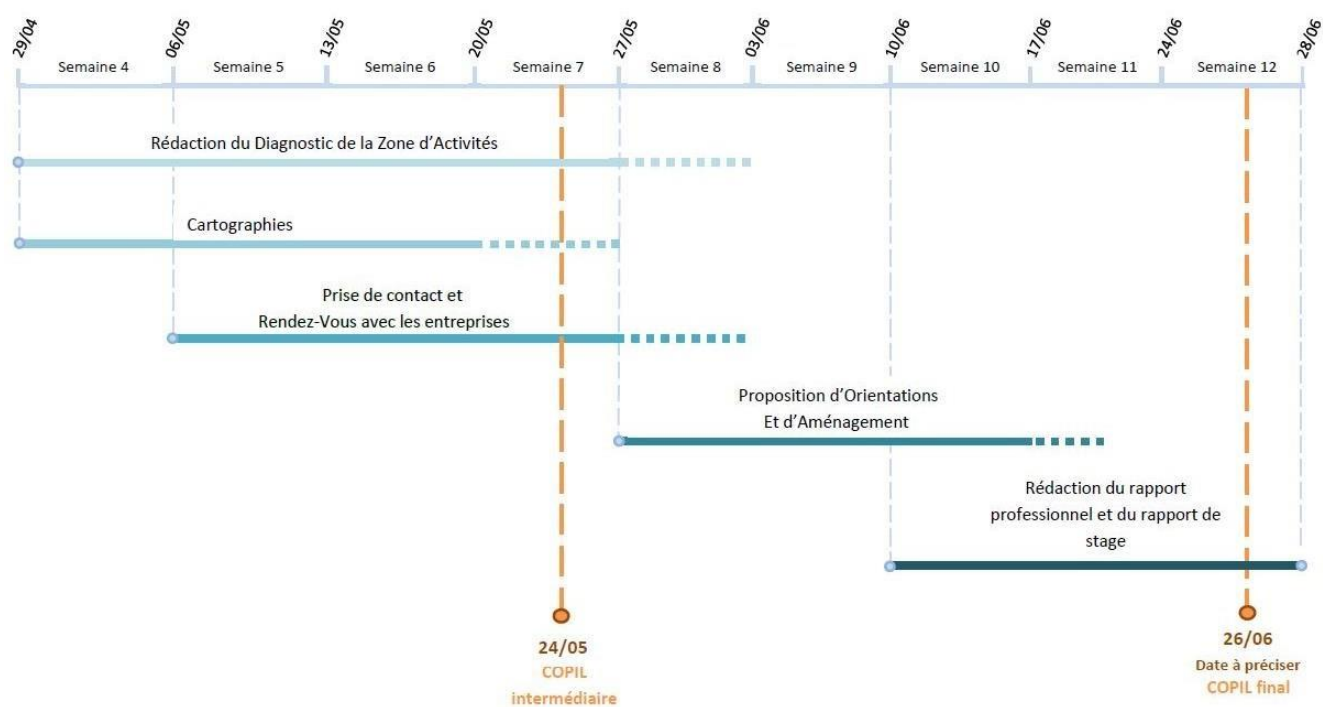 29/04
06/05
13/05
20/05
27/05
03/06
10/06
17/06
24/06
28/06
Semaine 4
Semaine 5
Semaine 6
Semaine 7
Semaine 8
Semaine 9
Semaine 10
Semaine 11
Semaine 12
Rédaction du Diagnostic de la Zone d'Activités
Cartographies
Prise de contact et
Rendez-Vous avec les entreprises
Proposition d'Orientations
Et d'Aménagement
Rédaction du rapport
professionnel et du rapport de
stage
24/05
COPIL
intermédiaire
26/06
Date à préciser
COPIL final